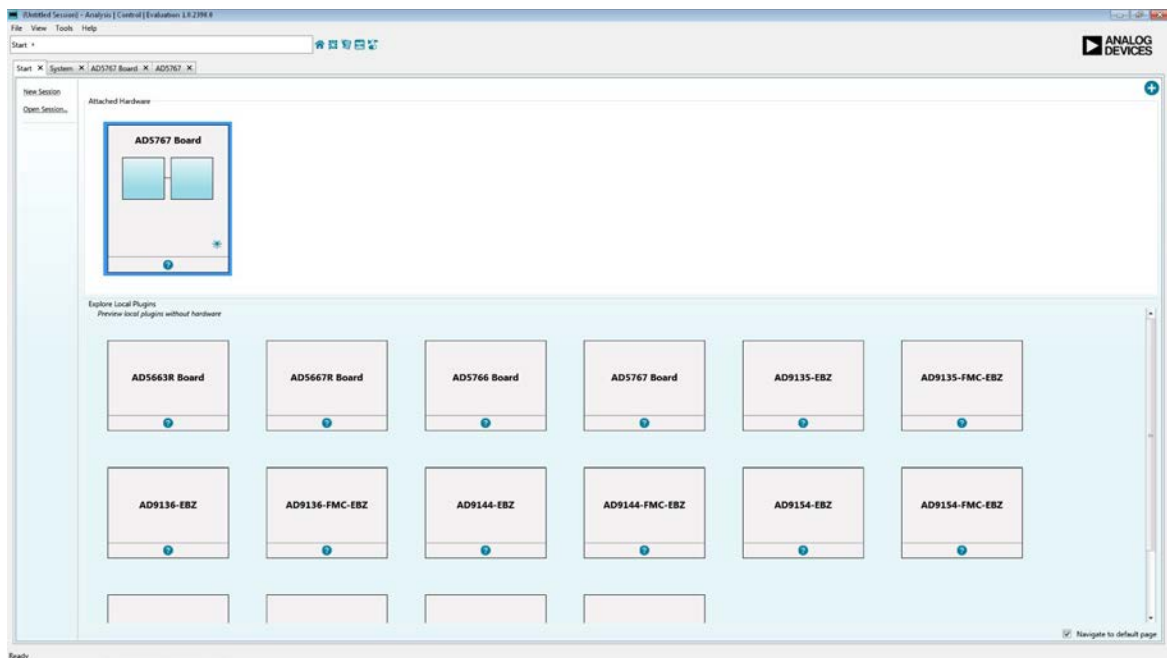 (Untitled Session) - Analysis | Control | Evaluation 1.0.2398.0
File View Tools Help
Start
ANALOG
DEVICES
Start System AD5767 Board AD5767
New Session
Open Session...
Attached Hardware
AD5767 Board
Explore Local Plugins
Preview local plugins without hardware
AD5663R Board AD5667R Board AD5766 Board AD5767 Board AD9135-EBZ AD9135-FMC-EBZ
AD9136-EBZ AD9136-FMC-EBZ AD9144-EBZ AD9144-FMC-EBZ AD9154-EBZ AD9154-FMC-EBZ
Navigate to default page
Ready